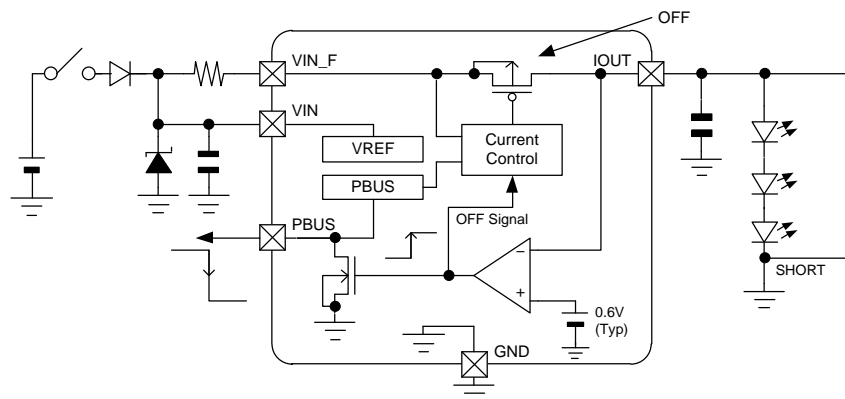 OFF
VIN_F
IOUT
VIN
VREF
Current
Control
PBUS
OFF Signal
PBUS
−
+
0.6V
(Typ)
SHORT
GND